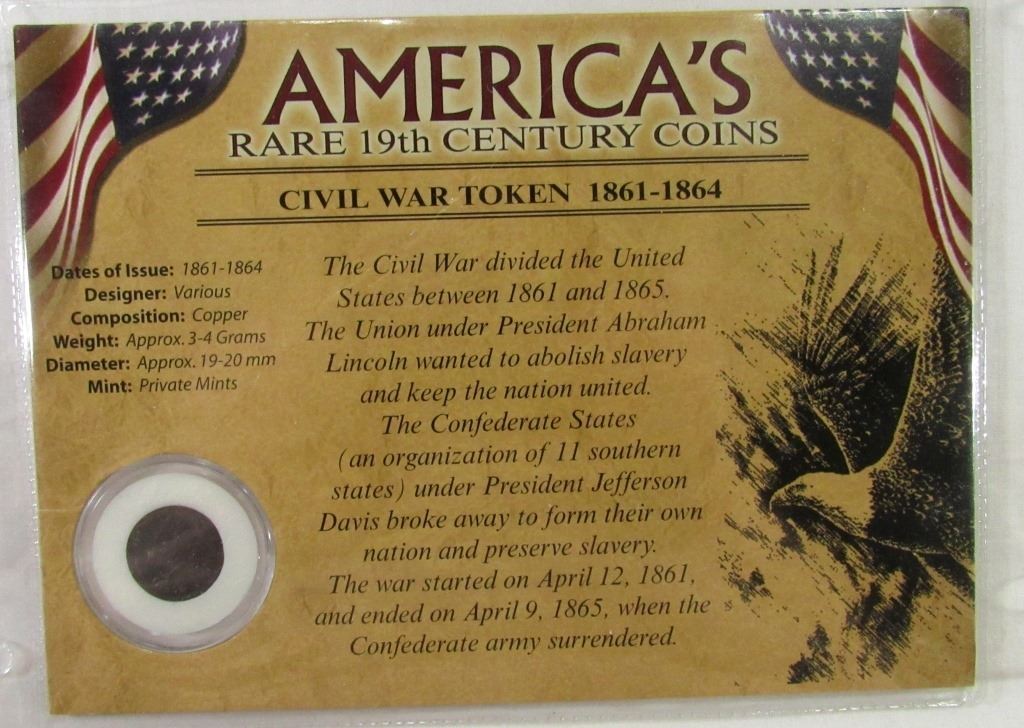 AMERICA'S
RARE 19th CENTURY COINS
CIVIL WAR TOKEN 1861-1864
Dates of Issue: 1861-1864
Designer: Various
Composition: Copper
Weight: Approx. 3-4 Grams
Diameter: Approx. 19-20 mm
Mint: Private Mints
The Civil War divided the United
States between 1861 and 1865.
The Union under President Abraham
Lincoln wanted to abolish slavery
and keep the nation united.
The Confederate States
(an organization of 11 southern
states) under President Jefferson
Davis broke away to form their own
nation and preserve slavery.
The war started on April 12, 1861,
and ended on April 9, 1865, when the
Confederate army surrendered.